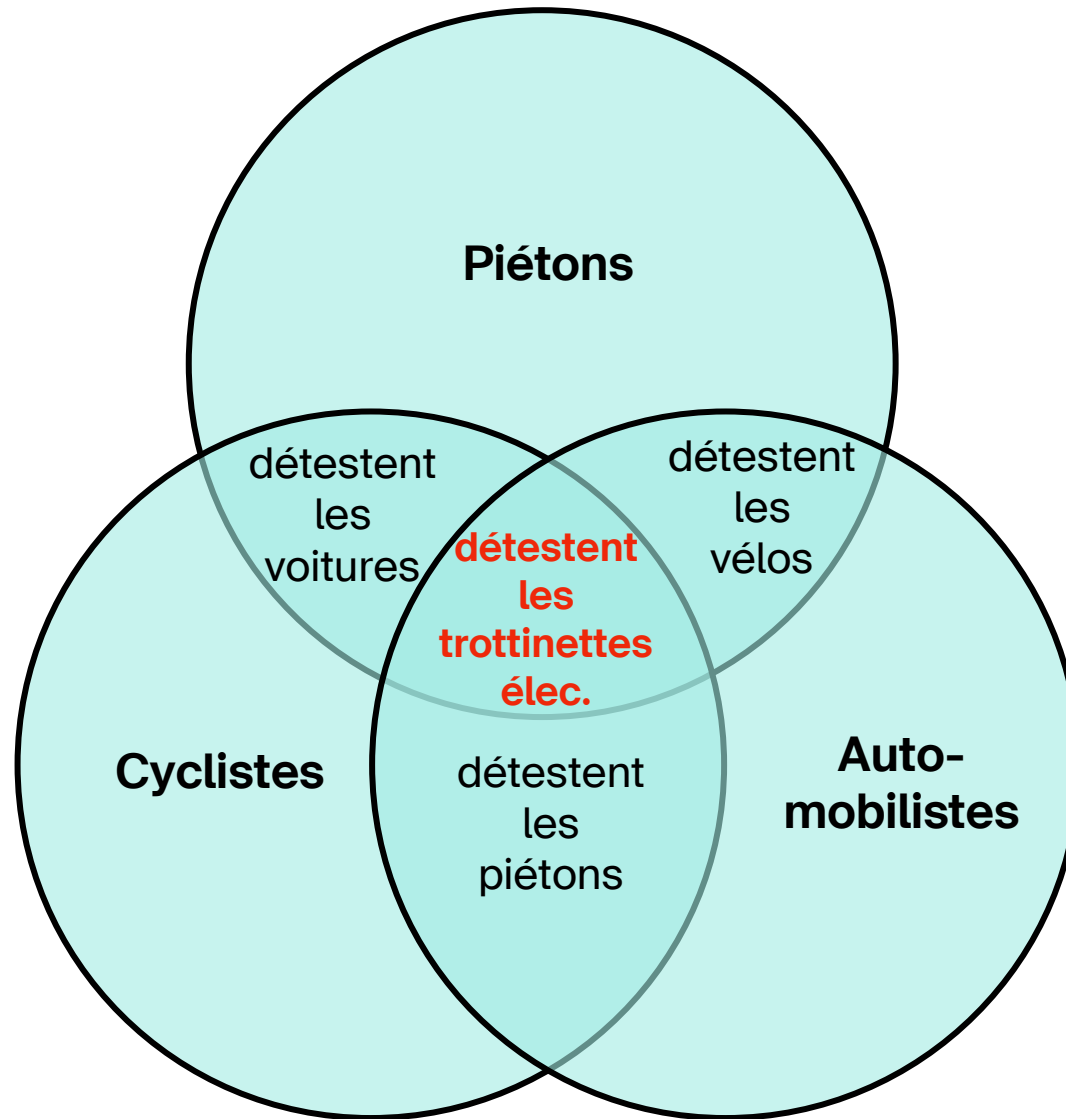 Piétons
détestent
les
voitures
détestent
les
vélos
détestent
les
trottinettes
élec.
Cyclistes
détestent
les
piétons
Auto-
mobilistes